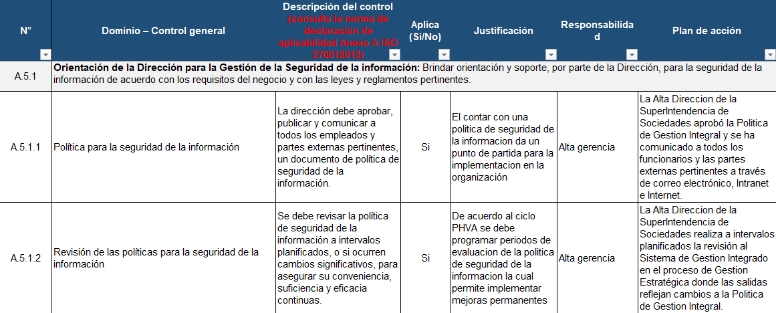 N°
Dominio – Control general
Descripción del control
(consulta la norma de
declaración de
aplicabilidad Anexo A ISO
270012013)
Aplica
(Si/No)
Justificación
Responsabilida
d
Plan de acción
A.5.1
Orientación de la Dirección para la Gestión de la Seguridad de la información: Brindar orientación y soporte, por parte de la Dirección, para la seguridad de la
información de acuerdo con los requisitos del negocio y con las leyes y reglamentos pertinentes.
A.5.1.1
Política para la seguridad de la información
La dirección debe aprobar,
publicar y comunicar a
todos los empleados y
partes externas pertinentes,
un documento de política de
seguridad de la
información.
Si
El contar con una
politica de seguridad de
la informacion da un
punto de partida para la
implementacion en la
organización
Alta gerencia
La Alta Direccion de la
SuperIntendencia de
Sociedades aprobó la Politica
de Gestion Integral y se ha
comunicado a todos los
funcionarios y las partes
externas pertinentes a través
de correo electrónico, Intranet
e Internet.
A.5.1.2
Revisión de las políticas para la seguridad de la
información
Se debe revisar la política
de seguridad de la
información a intervalos
planificados, o si ocurren
cambios significativos, para
asegurar su conveniencia,
suficiencia y eficacia
continuas.
Si
De acuerdo al ciclo
PHVA se debe
programar periodos de
evaluacion de la politica
de seguridad de la
informacion la cual
permite implementar
mejoras permanentes
Alta gerencia
La Alta Direccion de la
SuperIntendencia de
Sociedades realiza a intervalos
planificados la revisión al
Sistema de Gestion Integrado
en el proceso de Gestion
Estratégica donde las salidas
reflejan cambios a la Politica
de Gestion Integral.